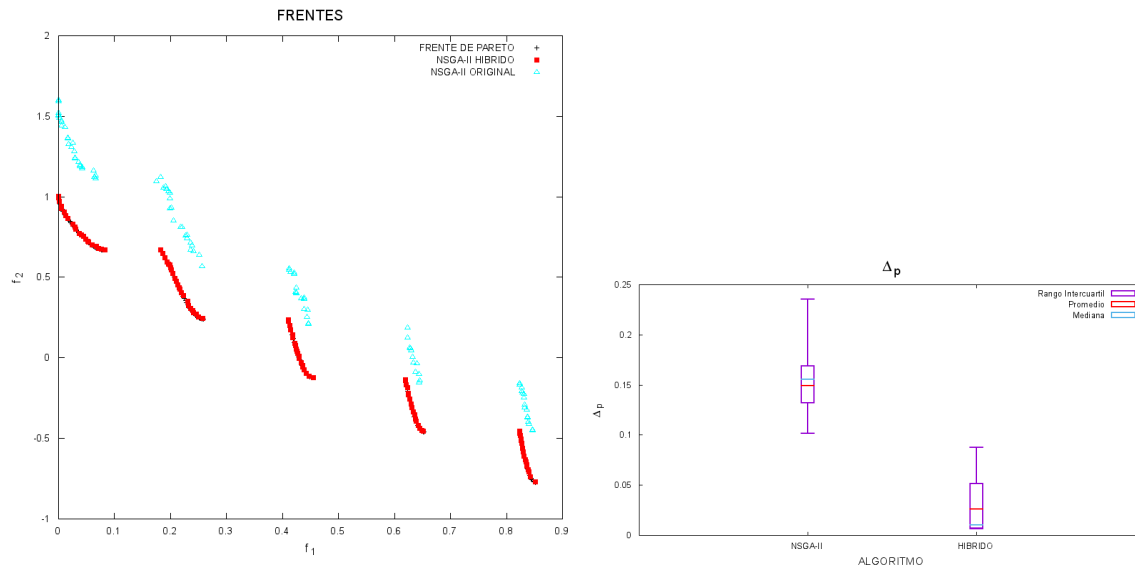 FRENTES
FRENTE DE PARETO
NSGA-II HIBRIDO
NSGA-II ORIGINAL
2
1.5
1
0.5
0
-0.5
-1
f2
0 0.1 0.2 0.3 0.4 0.5 0.6 0.7 0.8 0.9
f1
Δp
Rango Intercuartil
Promedio
Mediana
0.25
0.2
0.15
0.1
0.05
0
Δp
NSGA-II HIBRIDO
ALGORITMO